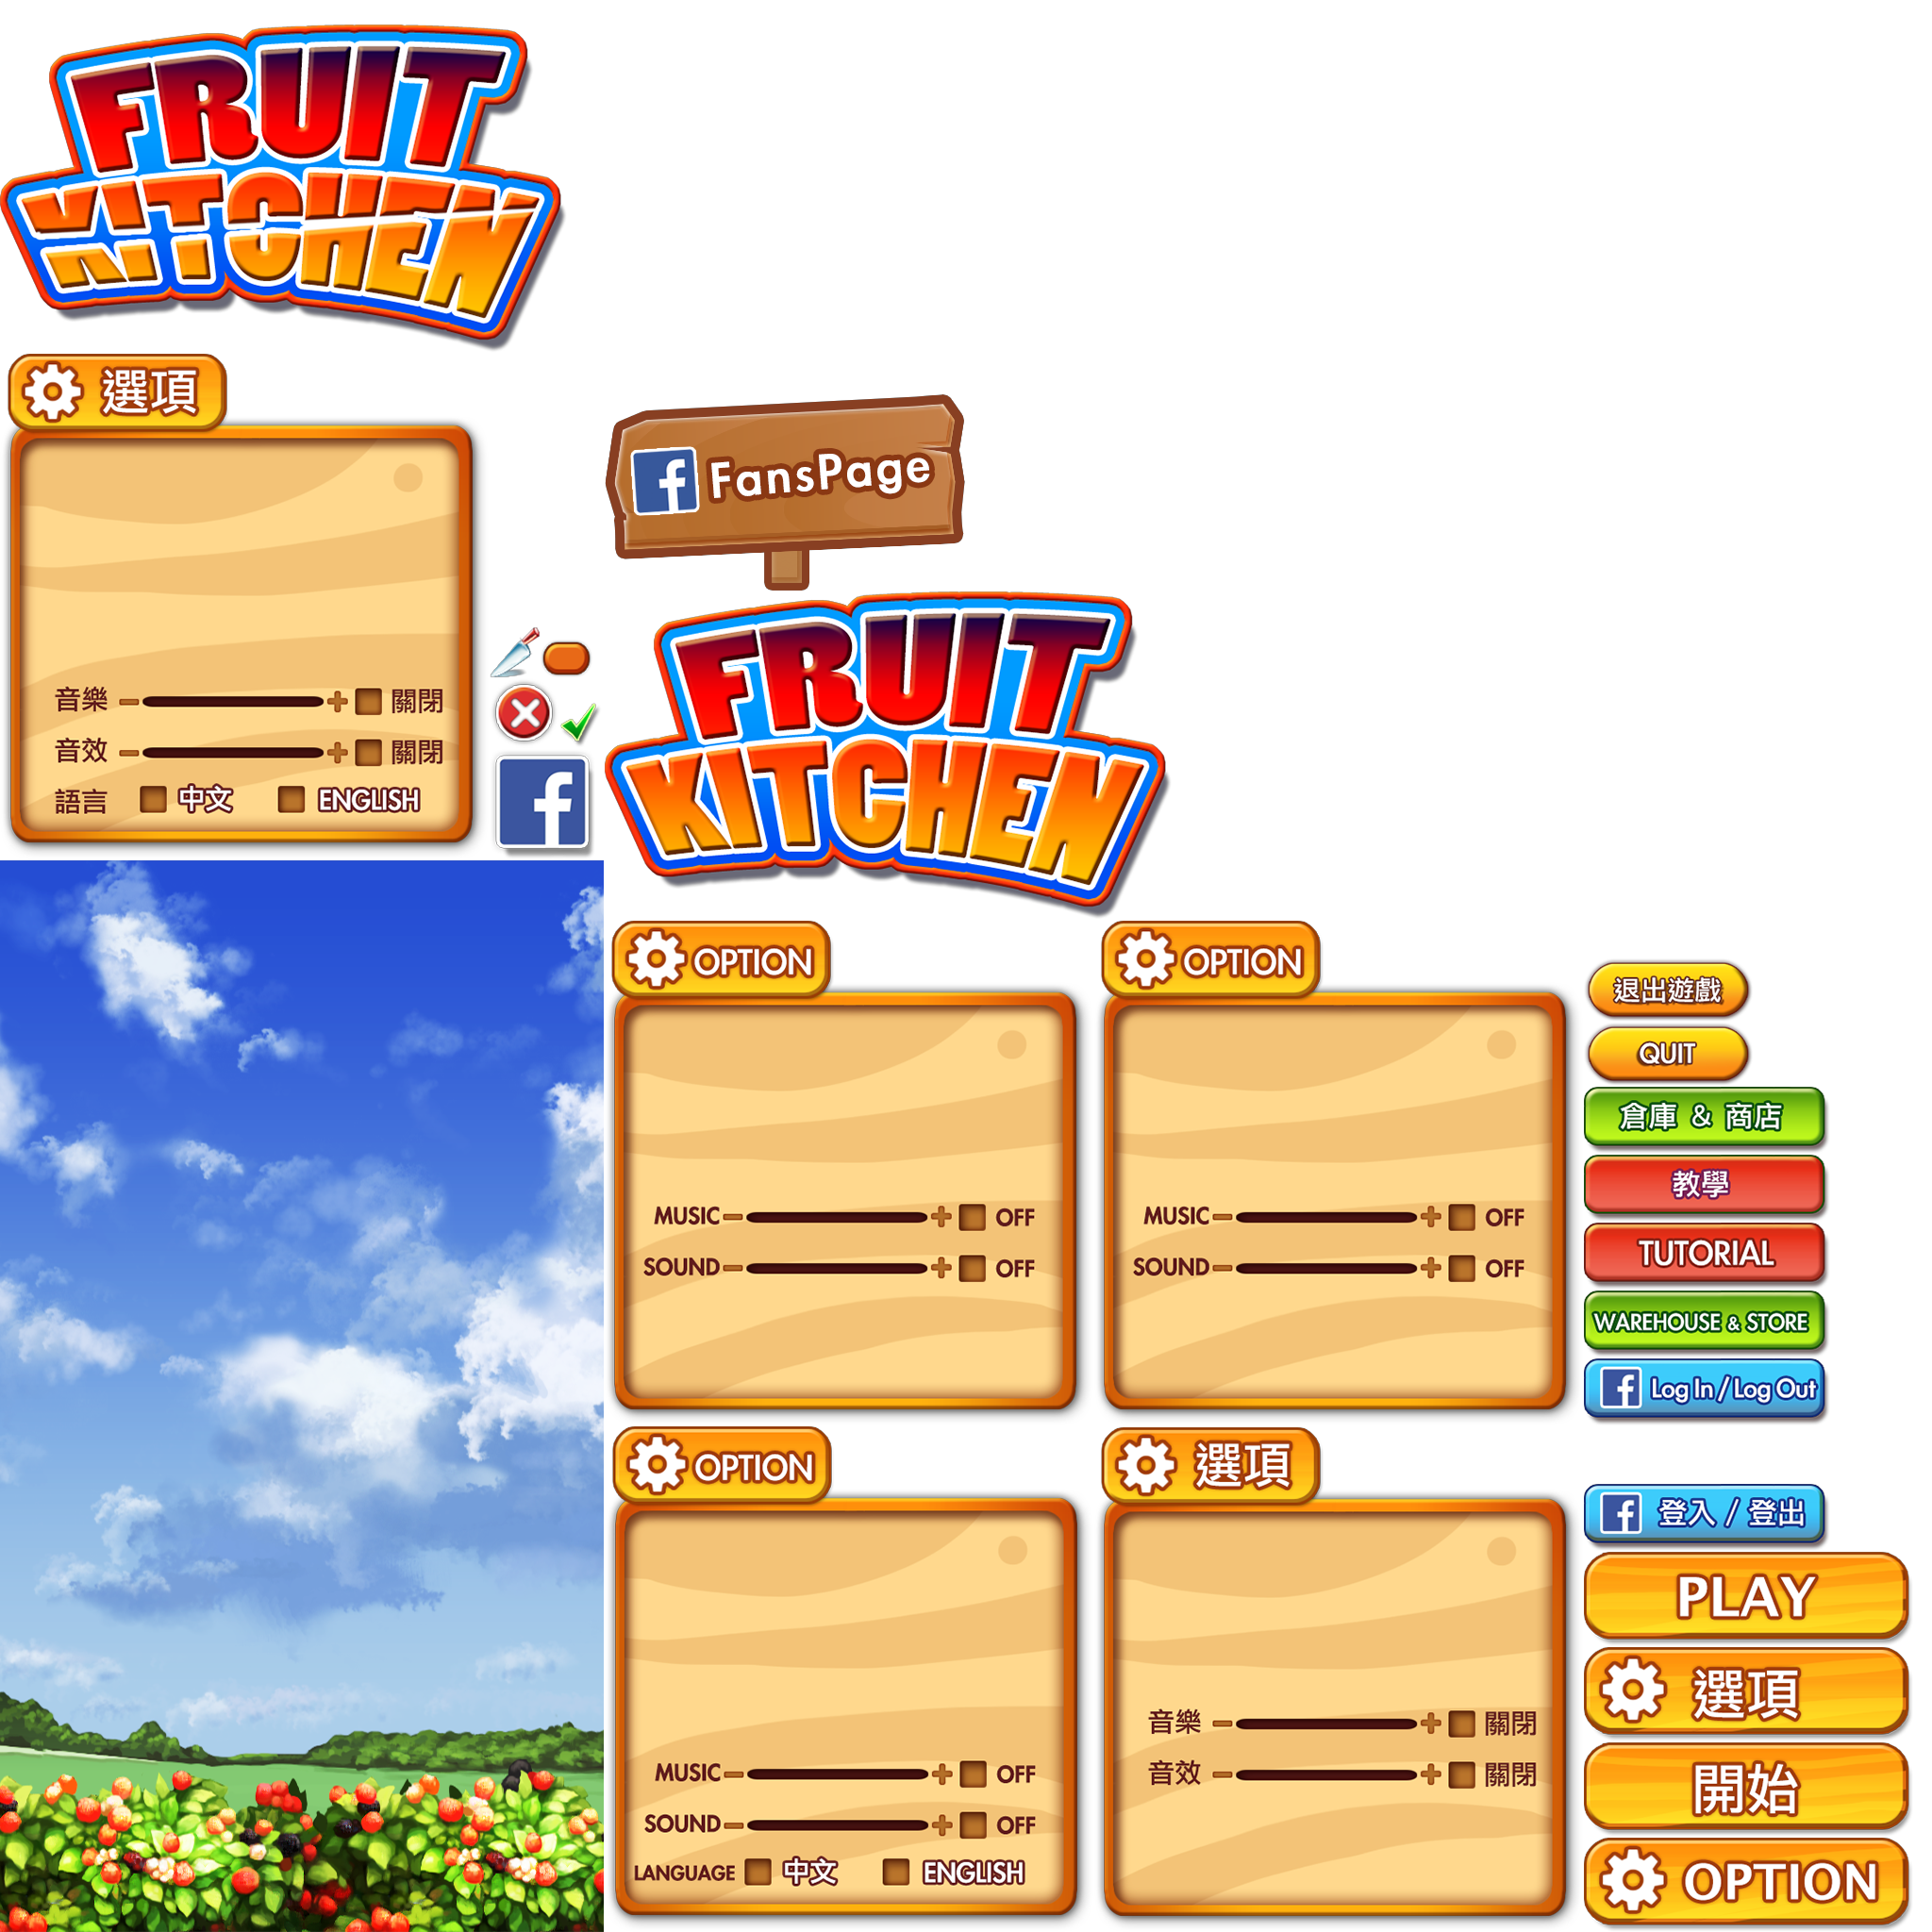 FRUIT
KITCHEN
選項
音樂 － + 關閉
音效 － + 關閉
語言 中文 ENGLISH
f FansPage
FRUIT
KITCHEN
f
OPTION
MUSIC － + OFF
SOUND － + OFF
OPTION
MUSIC － + OFF
SOUND － + OFF
退出遊戲
QUIT
倉庫 & 商店
教學
TUTORIAL
WAREHOUSE & STORE
f Log In / Log Out
OPTION
MUSIC － + OFF
SOUND － + OFF
LANGUAGE 中文 ENGLISH
選項
音樂 － + 關閉
音效 － + 關閉
f 登入 / 登出
PLAY
選項
開始
OPTION